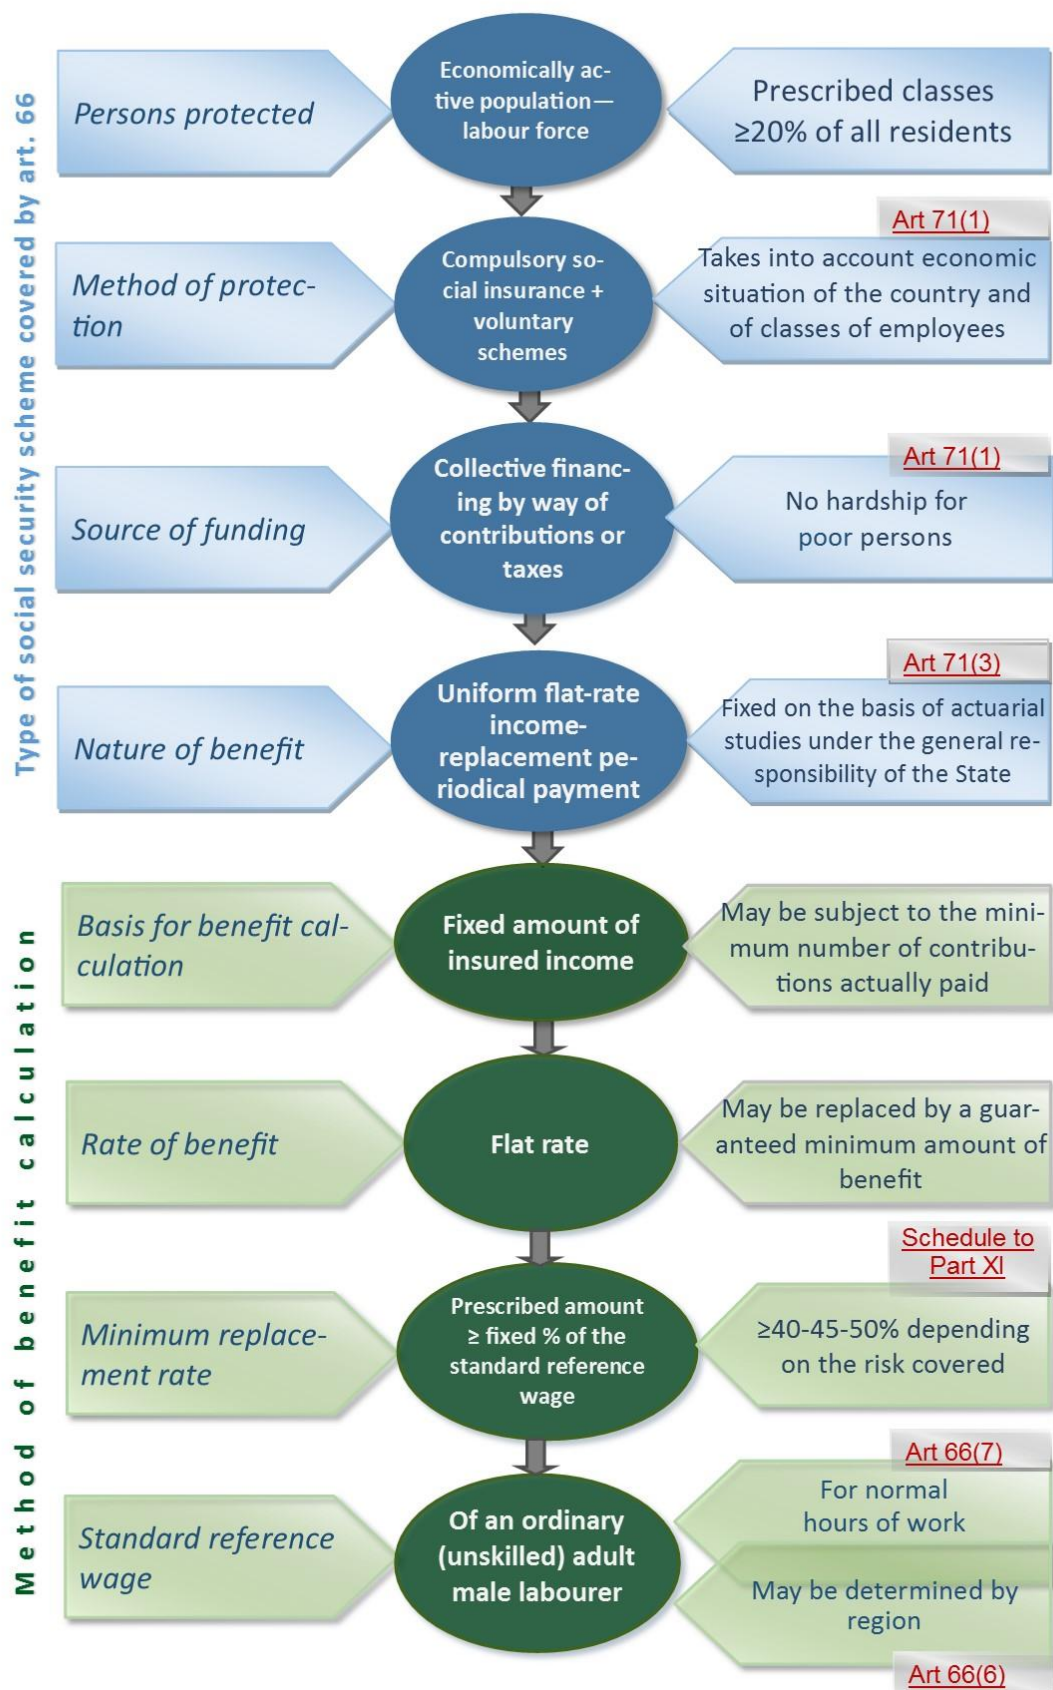 Type of social security scheme covered by art. 66
Persons protected
Economically ac-
tive population—
labour force
Prescribed classes
≥20% of all residents
Method of protec-
tion
Compulsory so-
cial insurance +
voluntary
schemes
Art 71(1)
Takes into account economic
situation of the country and
of classes of employees
Source of funding
Collective financ-
ing by way of
contributions or
taxes
Art 71(1)
No hardship for
poor persons
Nature of benefit
Uniform flat-rate
income-
replacement pe-
riodical payment
Art 71(3)
Fixed on the basis of actuarial
studies under the general re-
sponsibility of the State
Method of benefit calculation
Basis for benefit cal-
culation
Fixed amount of
insured income
May be subject to the mini-
mum number of contribu-
tions actually paid
Rate of benefit
Flat rate
May be replaced by a guar-
anteed minimum amount of
benefit
Minimum replace-
ment rate
Prescribed amount
≥ fixed % of the
standard reference
wage
Schedule to
Part XI
≥40-45-50% depending
on the risk covered
Standard reference
wage
Of an ordinary
(unskilled) adult
male labourer
Art 66(7)
For normal
hours of work
May be determined by
region
Art 66(6)